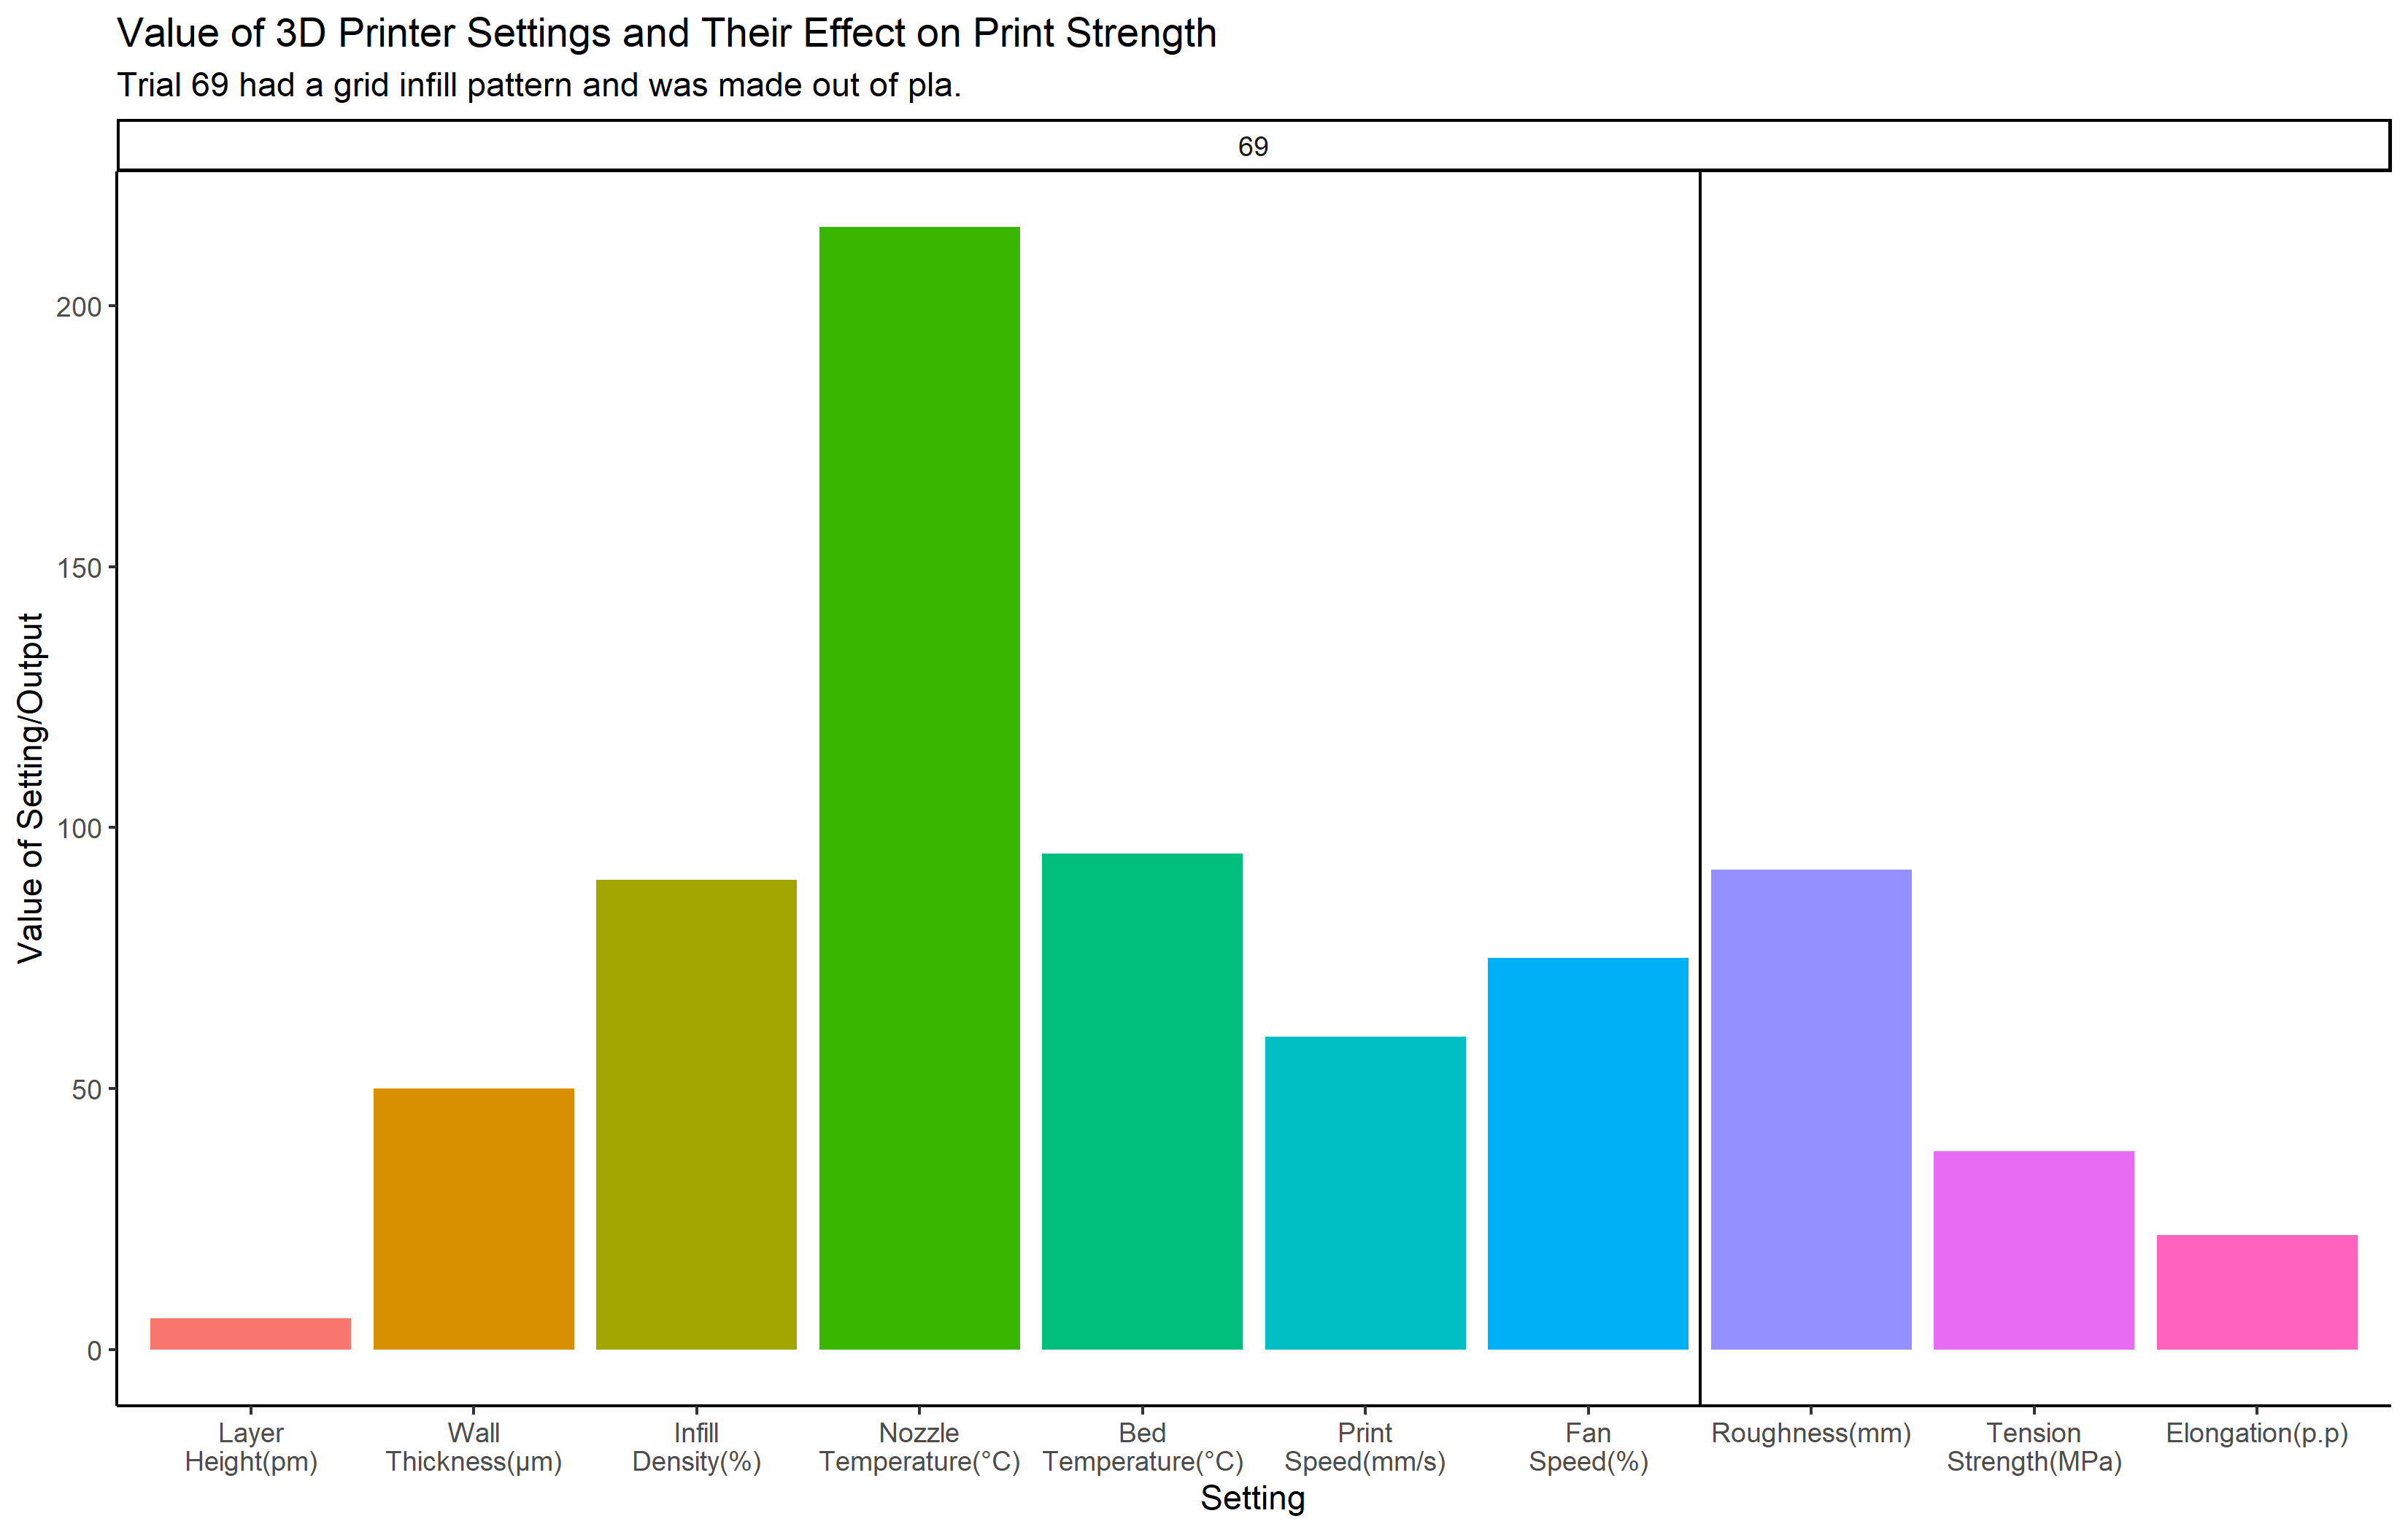 Value of 3D Printer Settings and Their Effect on Print Strength
Trial 69 had a grid infill pattern and was made out of pla.
69
Value of Setting/Output
200
150
100
50
0
Layer
Height(pm)
Wall
Thickness(µm)
Infill
Density(%)
Nozzle
Temperature(°C)
Bed
Temperature(°C)
Print
Speed(mm/s)
Fan
Speed(%)
Roughness(mm)
Tension
Strength(MPa)
Elongation(p.p)
Setting